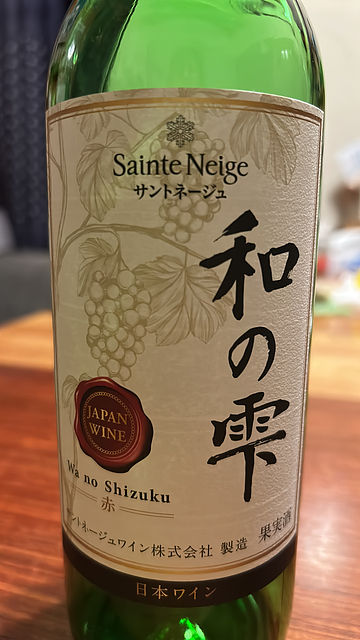 Sainte Neige
サントネージュ
和の雫
JAPAN
WINE
Wa no Shizuku
赤
サントネージュワイン株式会社 製造 果実酒
日本ワイン